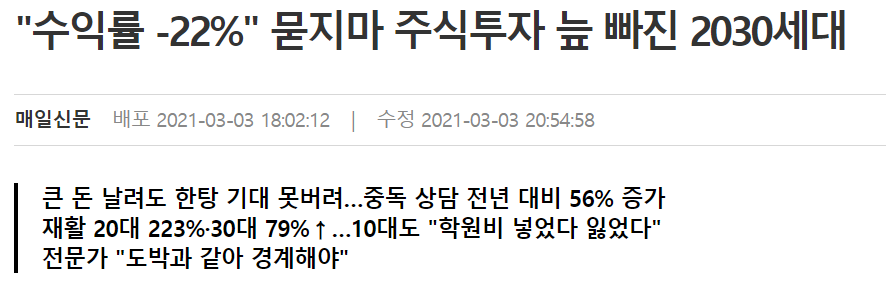 "수익률 -22%" 묻지마 주식투자 늪 빠진 2030세대
매일신문 배포 2021-03-03 18:02:12 | 수정 2021-03-03 20:54:58
큰 돈 날려도 한탕 기대 못버려…중독 상담 전년 대비 56% 증가
재활 20대 223%·30대 79%↑…10대도 "학원비 넣었다 잃었다"
전문가 "도박과 같아 경계해야"